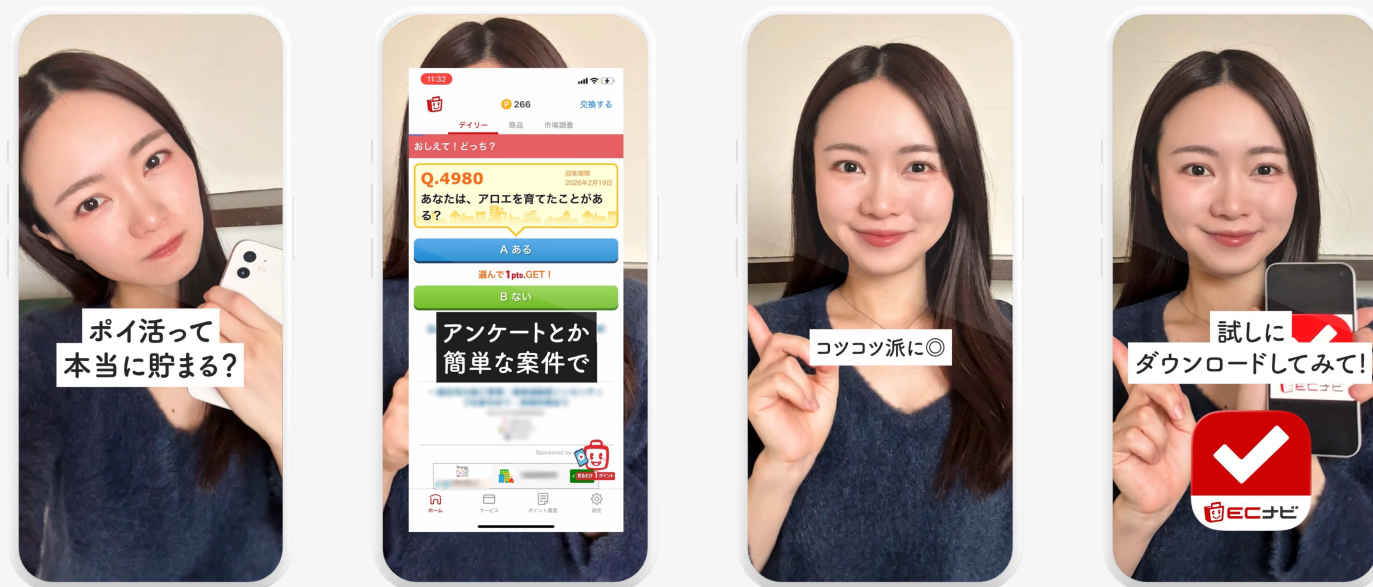 ポイ活って
本当に貯まる?
11:32
P 266
交換する
デイリー
商品
市場調査
おしえて！どっち？
Q.4980
回答期間
2026年2月19日
あなたは、アロエを育てたことがあ
る？
A ある
選んで1pts.GET！
B ない
アンケートとか
簡単な案件で
Sponsored by
ホーム
サービス
ポイント履歴
設定
コツコツ派に◎
試しに
ダウンロードしてみて!
ECナビ
ECナビ